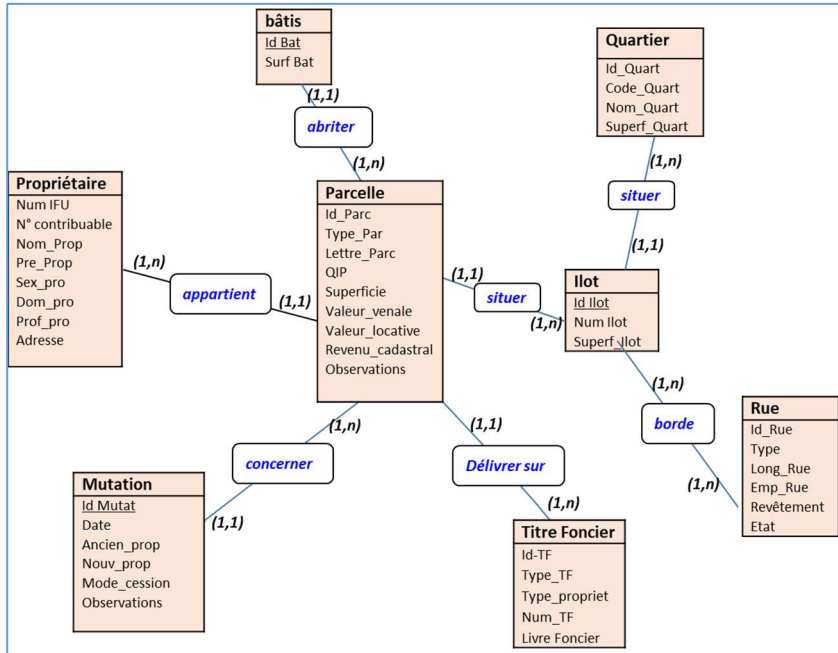 bâtis
Id Bat
Surf Bat
(1,1)
abriter
(1,n)
Quartier
Id_Quart
Code_Quart
Nom_Quart
Superf_Quart
(1,n)
situer
(1,1)
Propriétaire
Num IFU
N° contribuable
Nom_Prop
Pre_Prop
Sex_pro
Dom_pro
Prof_pro
Adresse
(1,n)
appartient
(1,1)
Parcelle
Id_Parc
Type_Par
Lettre_Parc
QIP
Superficie
Valeur_venale
Valeur_locative
Revenu_cadastral
Observations
(1,1)
situer
(1,n)
Ilot
Id Ilot
Num Ilot
Superf_Ilot
(1,n)
borde
(1,n)
Rue
Id_Rue
Type
Long_Rue
Emp_Rue
Revêtement
Etat
(1,n)
concerner
(1,1)
Mutation
Id Mutat
Date
Ancien_prop
Nouv_prop
Mode_cession
Observations
(1,1)
Délivrer sur
(1,n)
Titre Foncier
Id-TF
Type_TF
Type_propriet
Num_TF
Livre Foncier